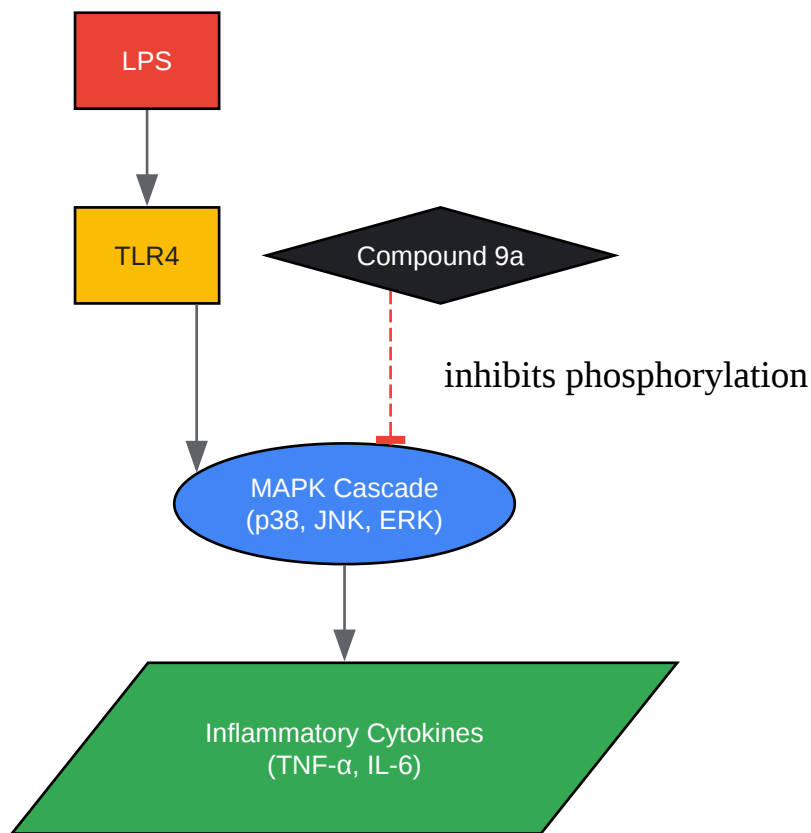 LPS
TLR4
Compound 9a
inhibits phosphorylation
MAPK Cascade
(p38, JNK, ERK)
Inflammatory Cytokines
(TNF-α, IL-6)